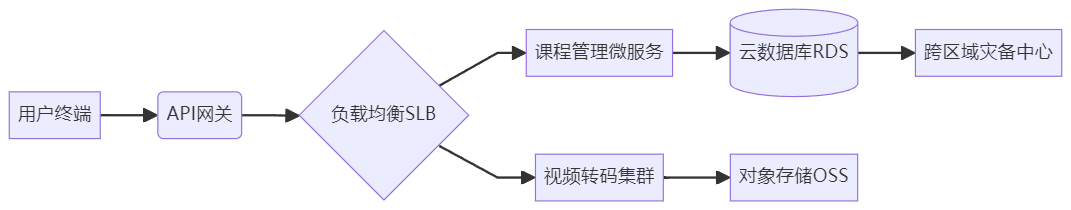 用户终端
API网关
负载均衡SLB
课程管理微服务
云数据库RDS
跨区域灾备中心
视频转码集群
对象存储OSS